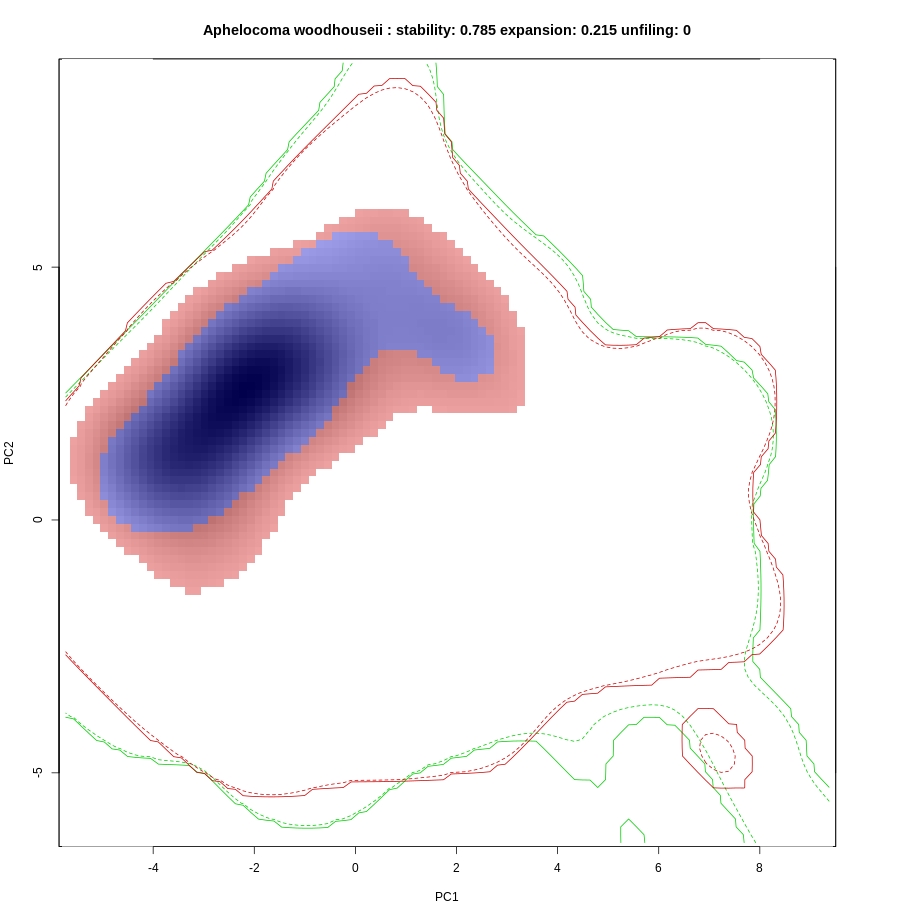 Aphelocoma woodhouseii : stability: 0.785 expansion: 0.215 unfiling: 0
5
0
-5
PC2
-4 -2 0 2 4 6 8
PC1